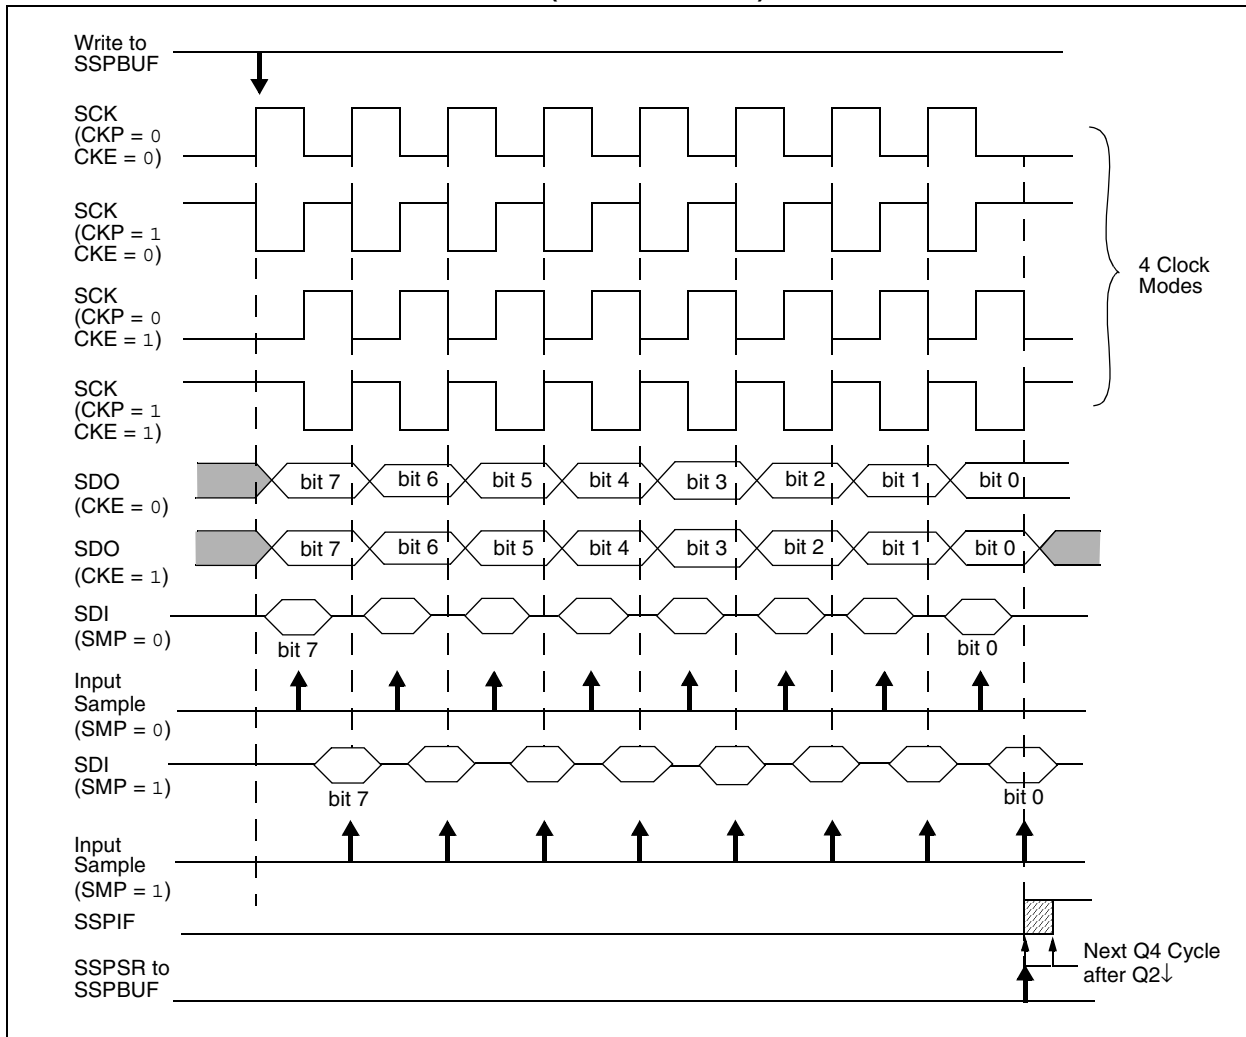 Write to
SSPBUF
SCK
(CKP = 0
CKE = 0)
SCK
(CKP = 1
CKE = 0)
4 Clock
Modes
SCK
(CKP = 0
CKE = 1)
SCK
(CKP = 1
CKE = 1)
SDO
(CKE = 0)
bit 7 bit 6 bit 5 bit 4 bit 3 bit 2 bit 1 bit 0
SDO
(CKE = 1)
bit 7 bit 6 bit 5 bit 4 bit 3 bit 2 bit 1 bit 0
SDI
(SMP = 0)
bit 7 bit 0
Input
Sample
(SMP = 0)
SDI
(SMP = 1)
bit 7 bit 0
Input
Sample
(SMP = 1)
SSPIF
Next Q4 Cycle
after Q2↓
SSPSR to
SSPBUF